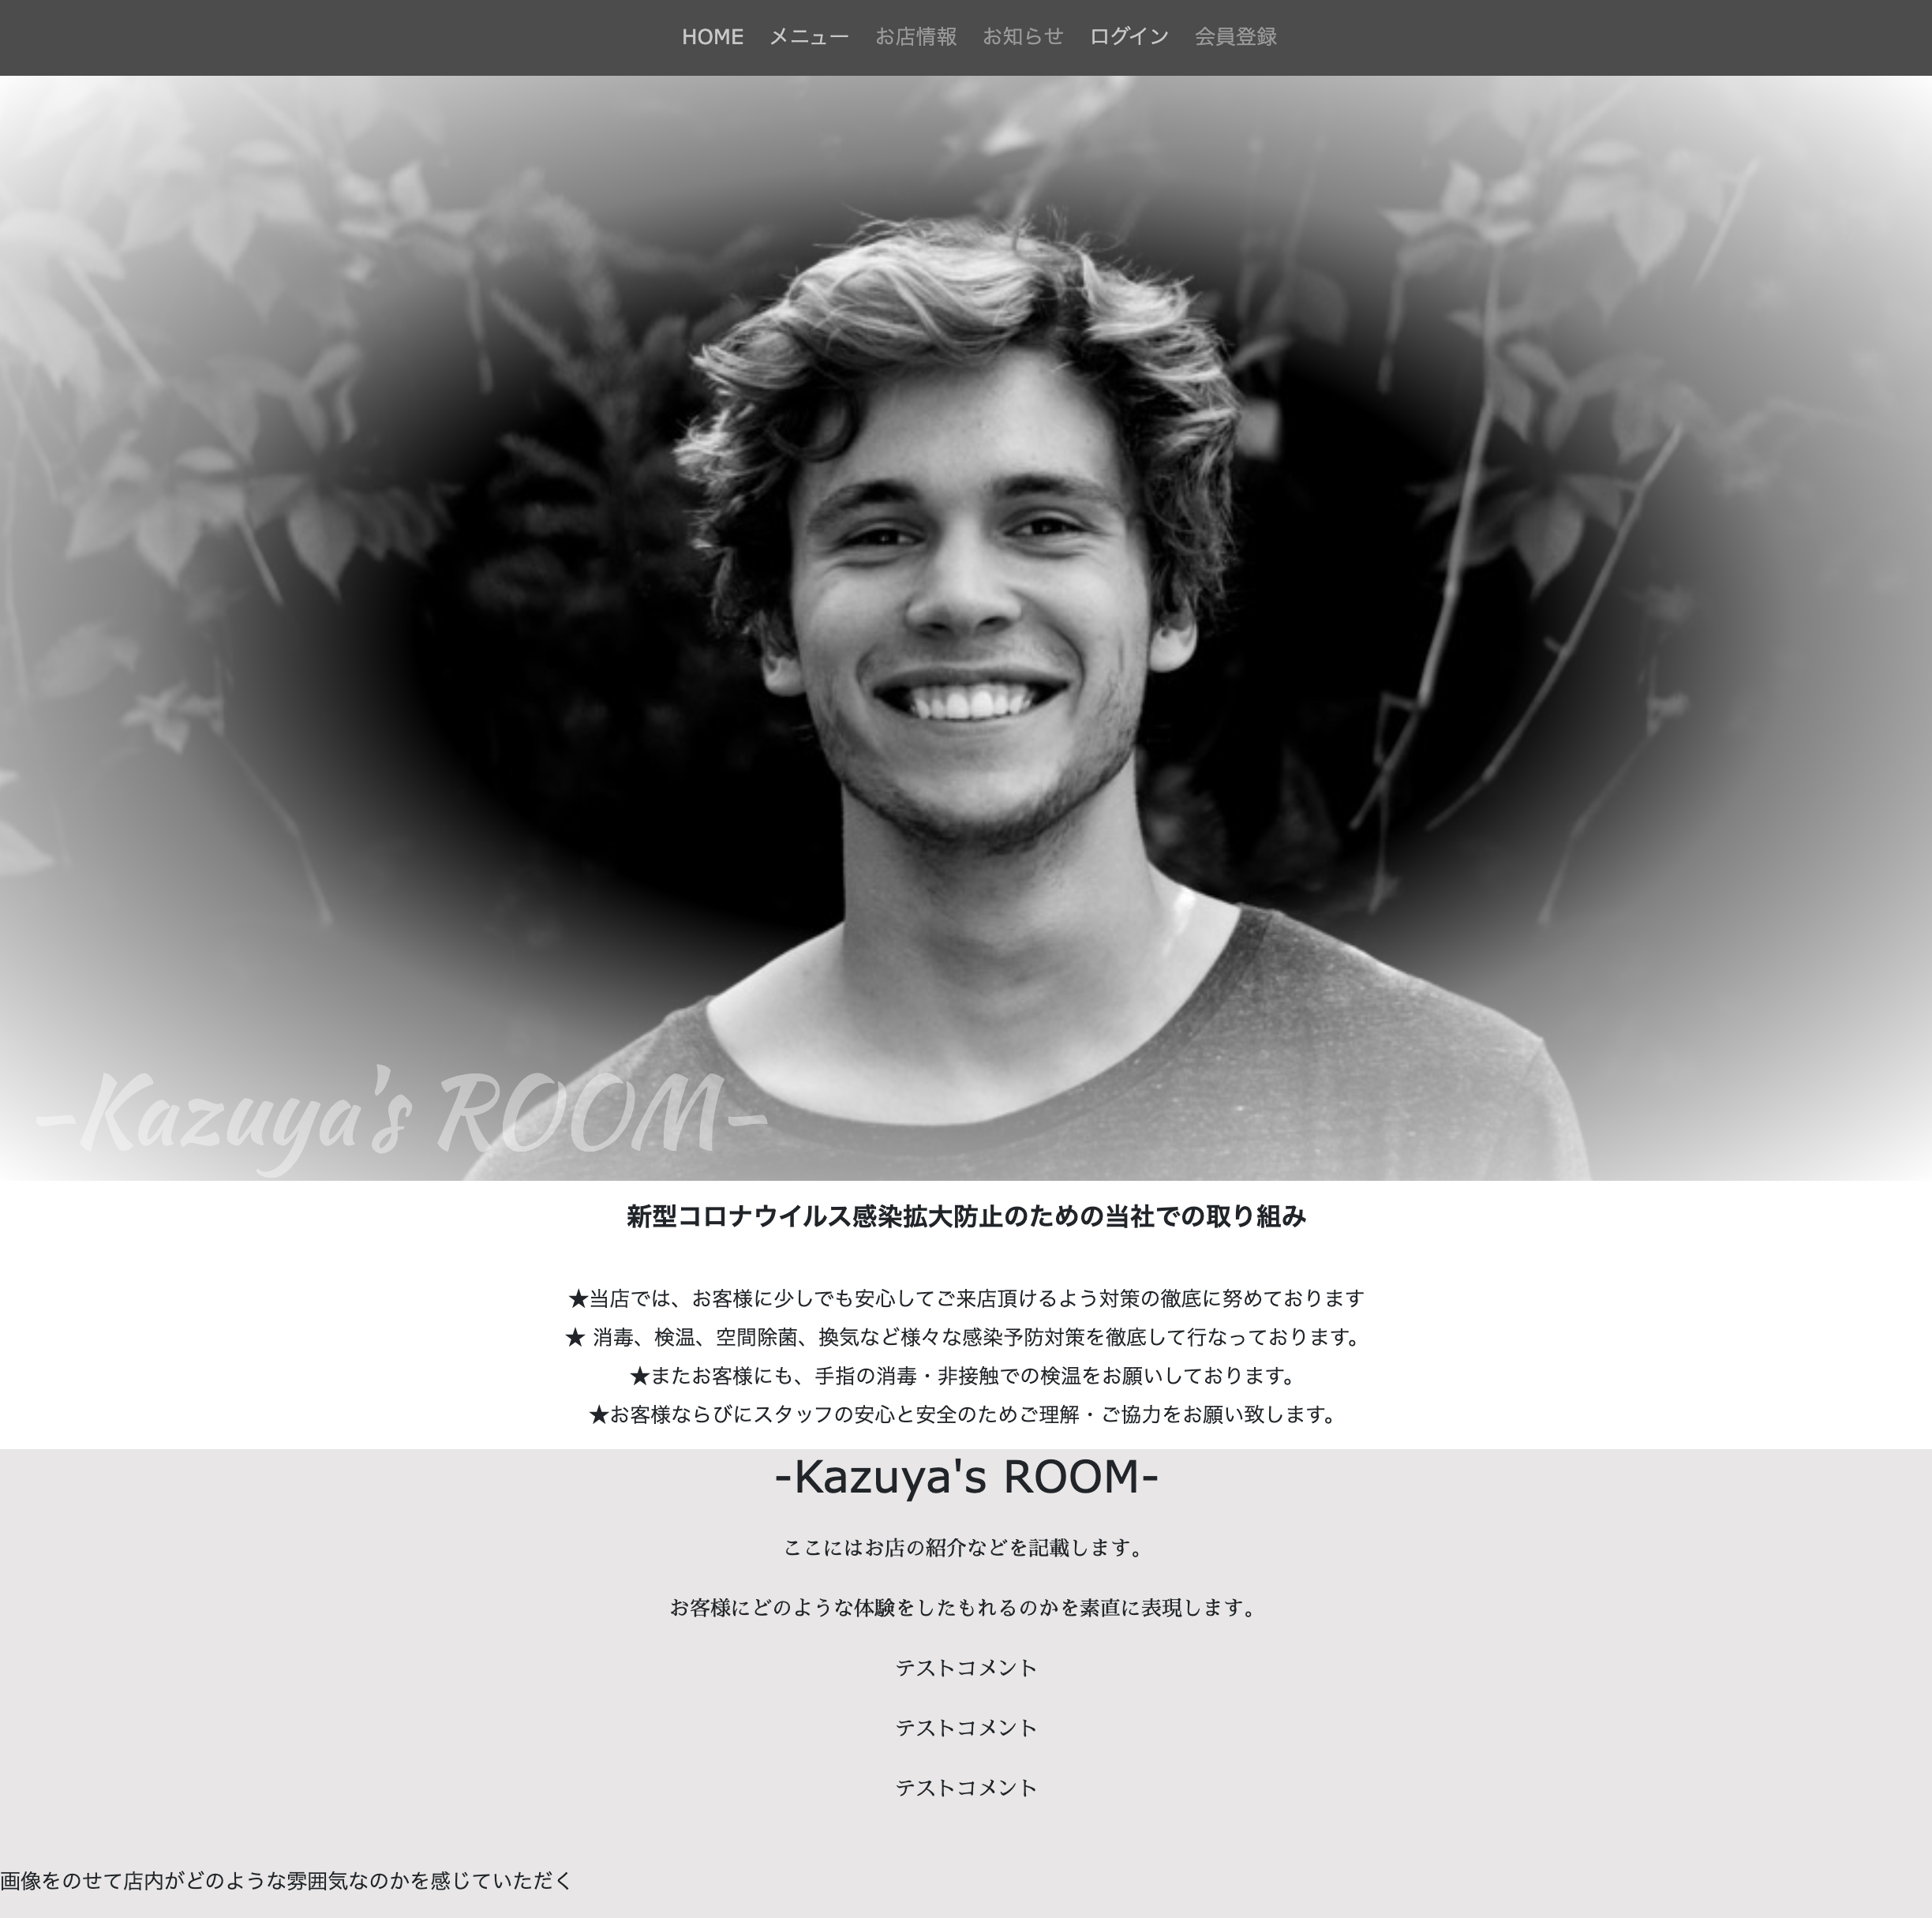 HOME メニュー お店情報 お知らせ ログイン 会員登録
-Kazuya's ROOM-
新型コロナウイルス感染拡大防止のための当社での取り組み
★当店では、お客様に少しでも安心してご来店頂けるよう対策の徹底に努めております
★ 消毒、検温、空間除菌、換気など様々な感染予防対策を徹底して行なっております。
★またお客様にも、手指の消毒・非接触での検温をお願いしております。
★お客様ならびにスタッフの安心と安全のためご理解・ご協力をお願い致します。
-Kazuya's ROOM-
ここにはお店の紹介などを記載します。
お客様にどのような体験をしたもれるのかを素直に表現します。
テストコメント
テストコメント
テストコメント
画像をのせて店内がどのような雰囲気なのかを感じていただく